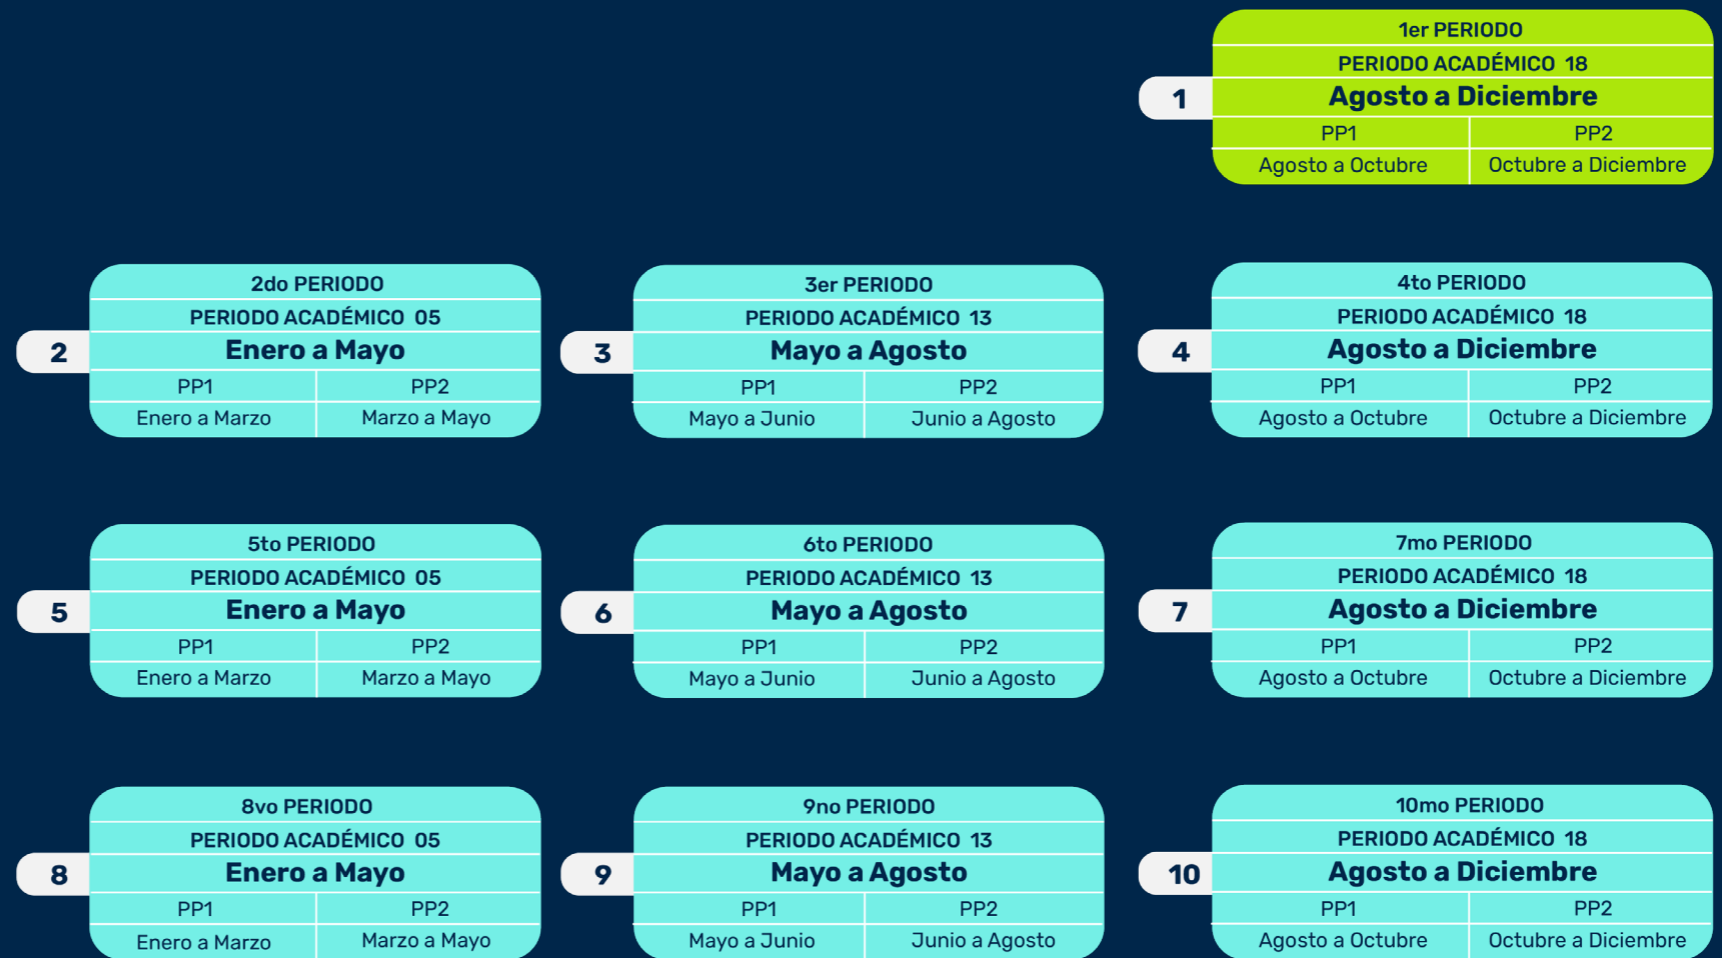 1er PERIODO
PERIODO ACADÉMICO 18
1
Agosto a Diciembre
PP1
PP2
Agosto a Octubre
Octubre a Diciembre
2do PERIODO
PERIODO ACADÉMICO 05
2
Enero a Mayo
PP1
PP2
Enero a Marzo
Marzo a Mayo
3er PERIODO
PERIODO ACADÉMICO 13
3
Mayo a Agosto
PP1
PP2
Mayo a Junio
Junio a Agosto
4to PERIODO
PERIODO ACADÉMICO 18
4
Agosto a Diciembre
PP1
PP2
Agosto a Octubre
Octubre a Diciembre
5to PERIODO
PERIODO ACADÉMICO 05
5
Enero a Mayo
PP1
PP2
Enero a Marzo
Marzo a Mayo
6to PERIODO
PERIODO ACADÉMICO 13
6
Mayo a Agosto
PP1
PP2
Mayo a Junio
Junio a Agosto
7mo PERIODO
PERIODO ACADÉMICO 18
7
Agosto a Diciembre
PP1
PP2
Agosto a Octubre
Octubre a Diciembre
8vo PERIODO
PERIODO ACADÉMICO 05
8
Enero a Mayo
PP1
PP2
Enero a Marzo
Marzo a Mayo
9no PERIODO
PERIODO ACADÉMICO 13
9
Mayo a Agosto
PP1
PP2
Mayo a Junio
Junio a Agosto
10mo PERIODO
PERIODO ACADÉMICO 18
10
Agosto a Diciembre
PP1
PP2
Agosto a Octubre
Octubre a Diciembre